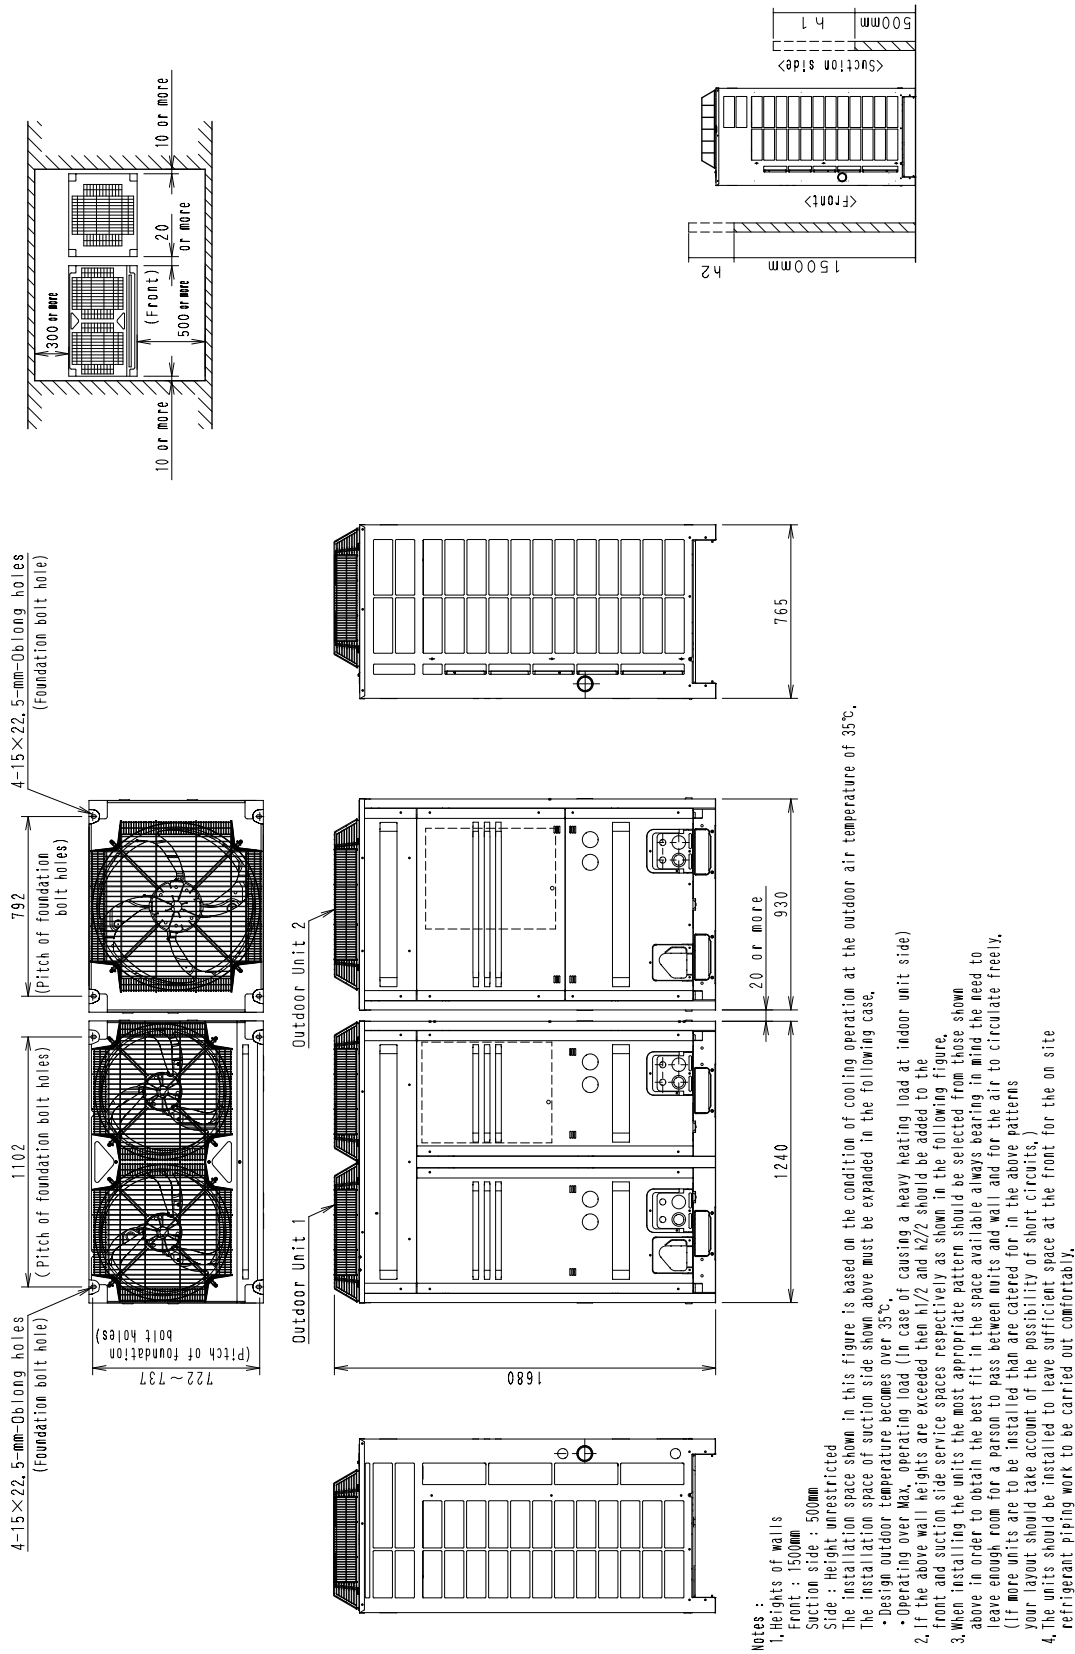 4-15×22.5-mm-Oblong holes
(Foundation bolt hole)
1102
(Pitch of foundation bolt holes)
792
(Pitch of foundation
bolt holes)
4-15×22.5-mm-Oblong holes
(Foundation bolt hole)
722~737
(Pitch of foundation
bolt holes)
Outdoor Unit 1
Outdoor Unit 2
1680
1240
20 or more
930
765
10 or more
300 or more
(Front)
500 or more
20
or more
10 or more
h2
1500mm
<Front>
<Suction side>
h1
500mm
Notes :
1. Heights of walls
Front : 1500mm
Suction side : 500mm
Side : Height unrestricted
The installation space shown in this figure is based on the condition of cooling operation at the outdoor air temperature of 35℃.
The installation space of suction side shown above must be expanded in the following case.
・Design outdoor temperature becomes over 35℃.
・Operating over Max. operating load (In case of causing a heavy heating load at indoor unit side)
2. If the above wall heights are exceeded then h1/2 and h2/2 should be added to the
front and suction side service spaces respectively as shown in the following figure.
3. When installing the units the most appropriate pattern should be selected from those shown
above in order to obtain the best fit in the space available always bearing in mind the need to
leave enough room for a parson to pass between nuits and wall and for the air to circulate freely.
(If more units are to be installed than are catered for in the above patterns
your layout should take account of the possibility of short circuits.)
4. The units should be installed to leave sufficient space at the front for the on site
refrigerant piping work to be carried out comfortably.